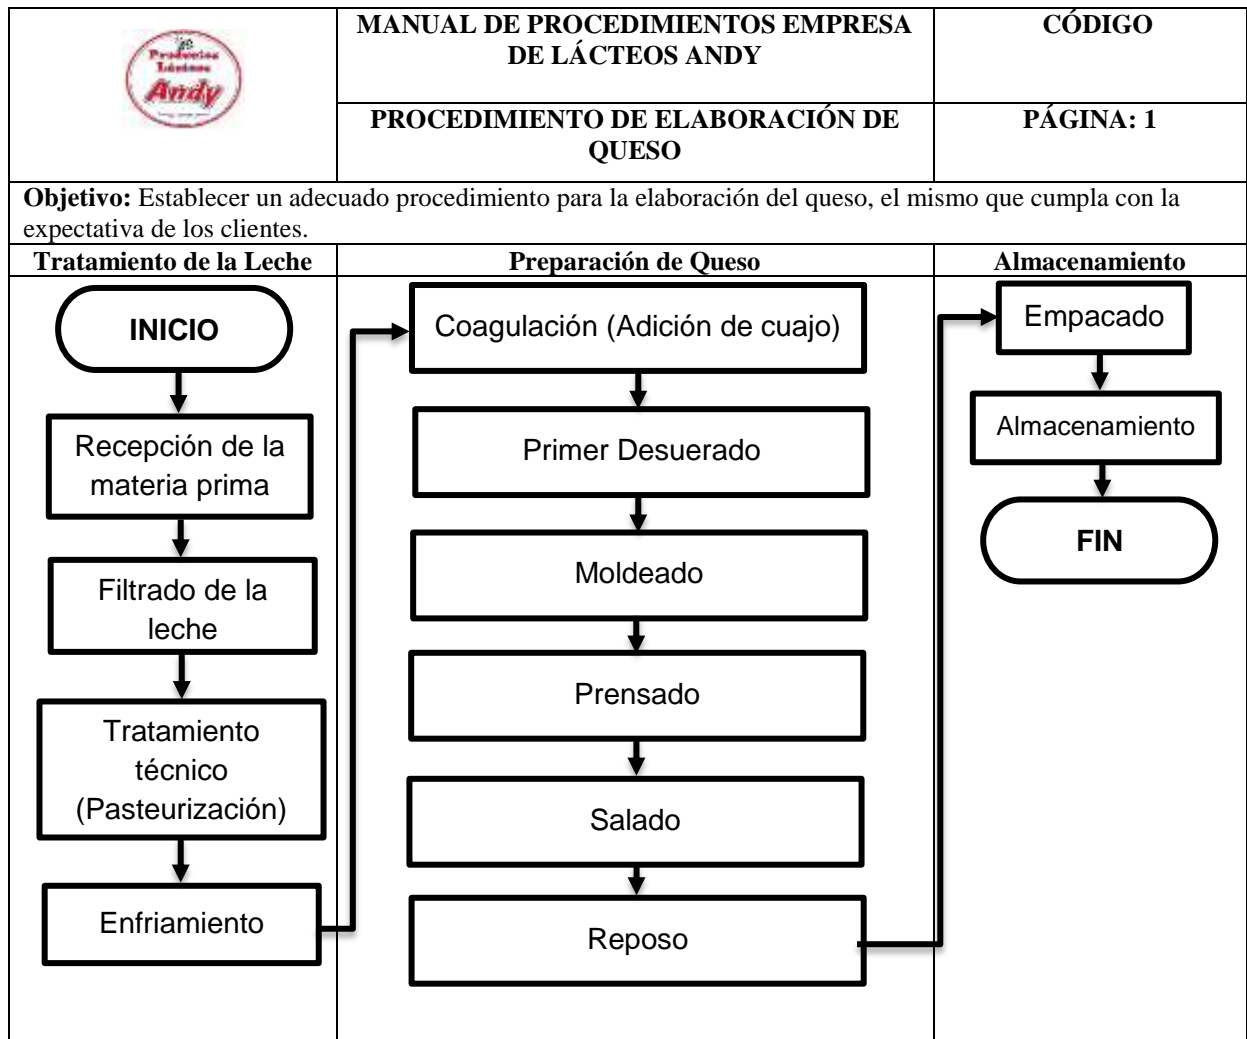 Productos
Lácteos
Andy
MANUAL DE PROCEDIMIENTOS EMPRESA
DE LÁCTEOS ANDY
CÓDIGO
PROCEDIMIENTO DE ELABORACIÓN DE
QUESO
PÁGINA: 1
Objetivo: Establecer un adecuado procedimiento para la elaboración del queso, el mismo que cumpla con la
expectativa de los clientes.
Tratamiento de la Leche
Preparación de Queso
Almacenamiento
INICIO
Recepción de la
materia prima
Filtrado de la
leche
Tratamiento
técnico
(Pasteurización)
Enfriamiento
Coagulación (Adición de cuajo)
Primer Desuerado
Moldeado
Prensado
Salado
Reposo
Empacado
Almacenamiento
FIN